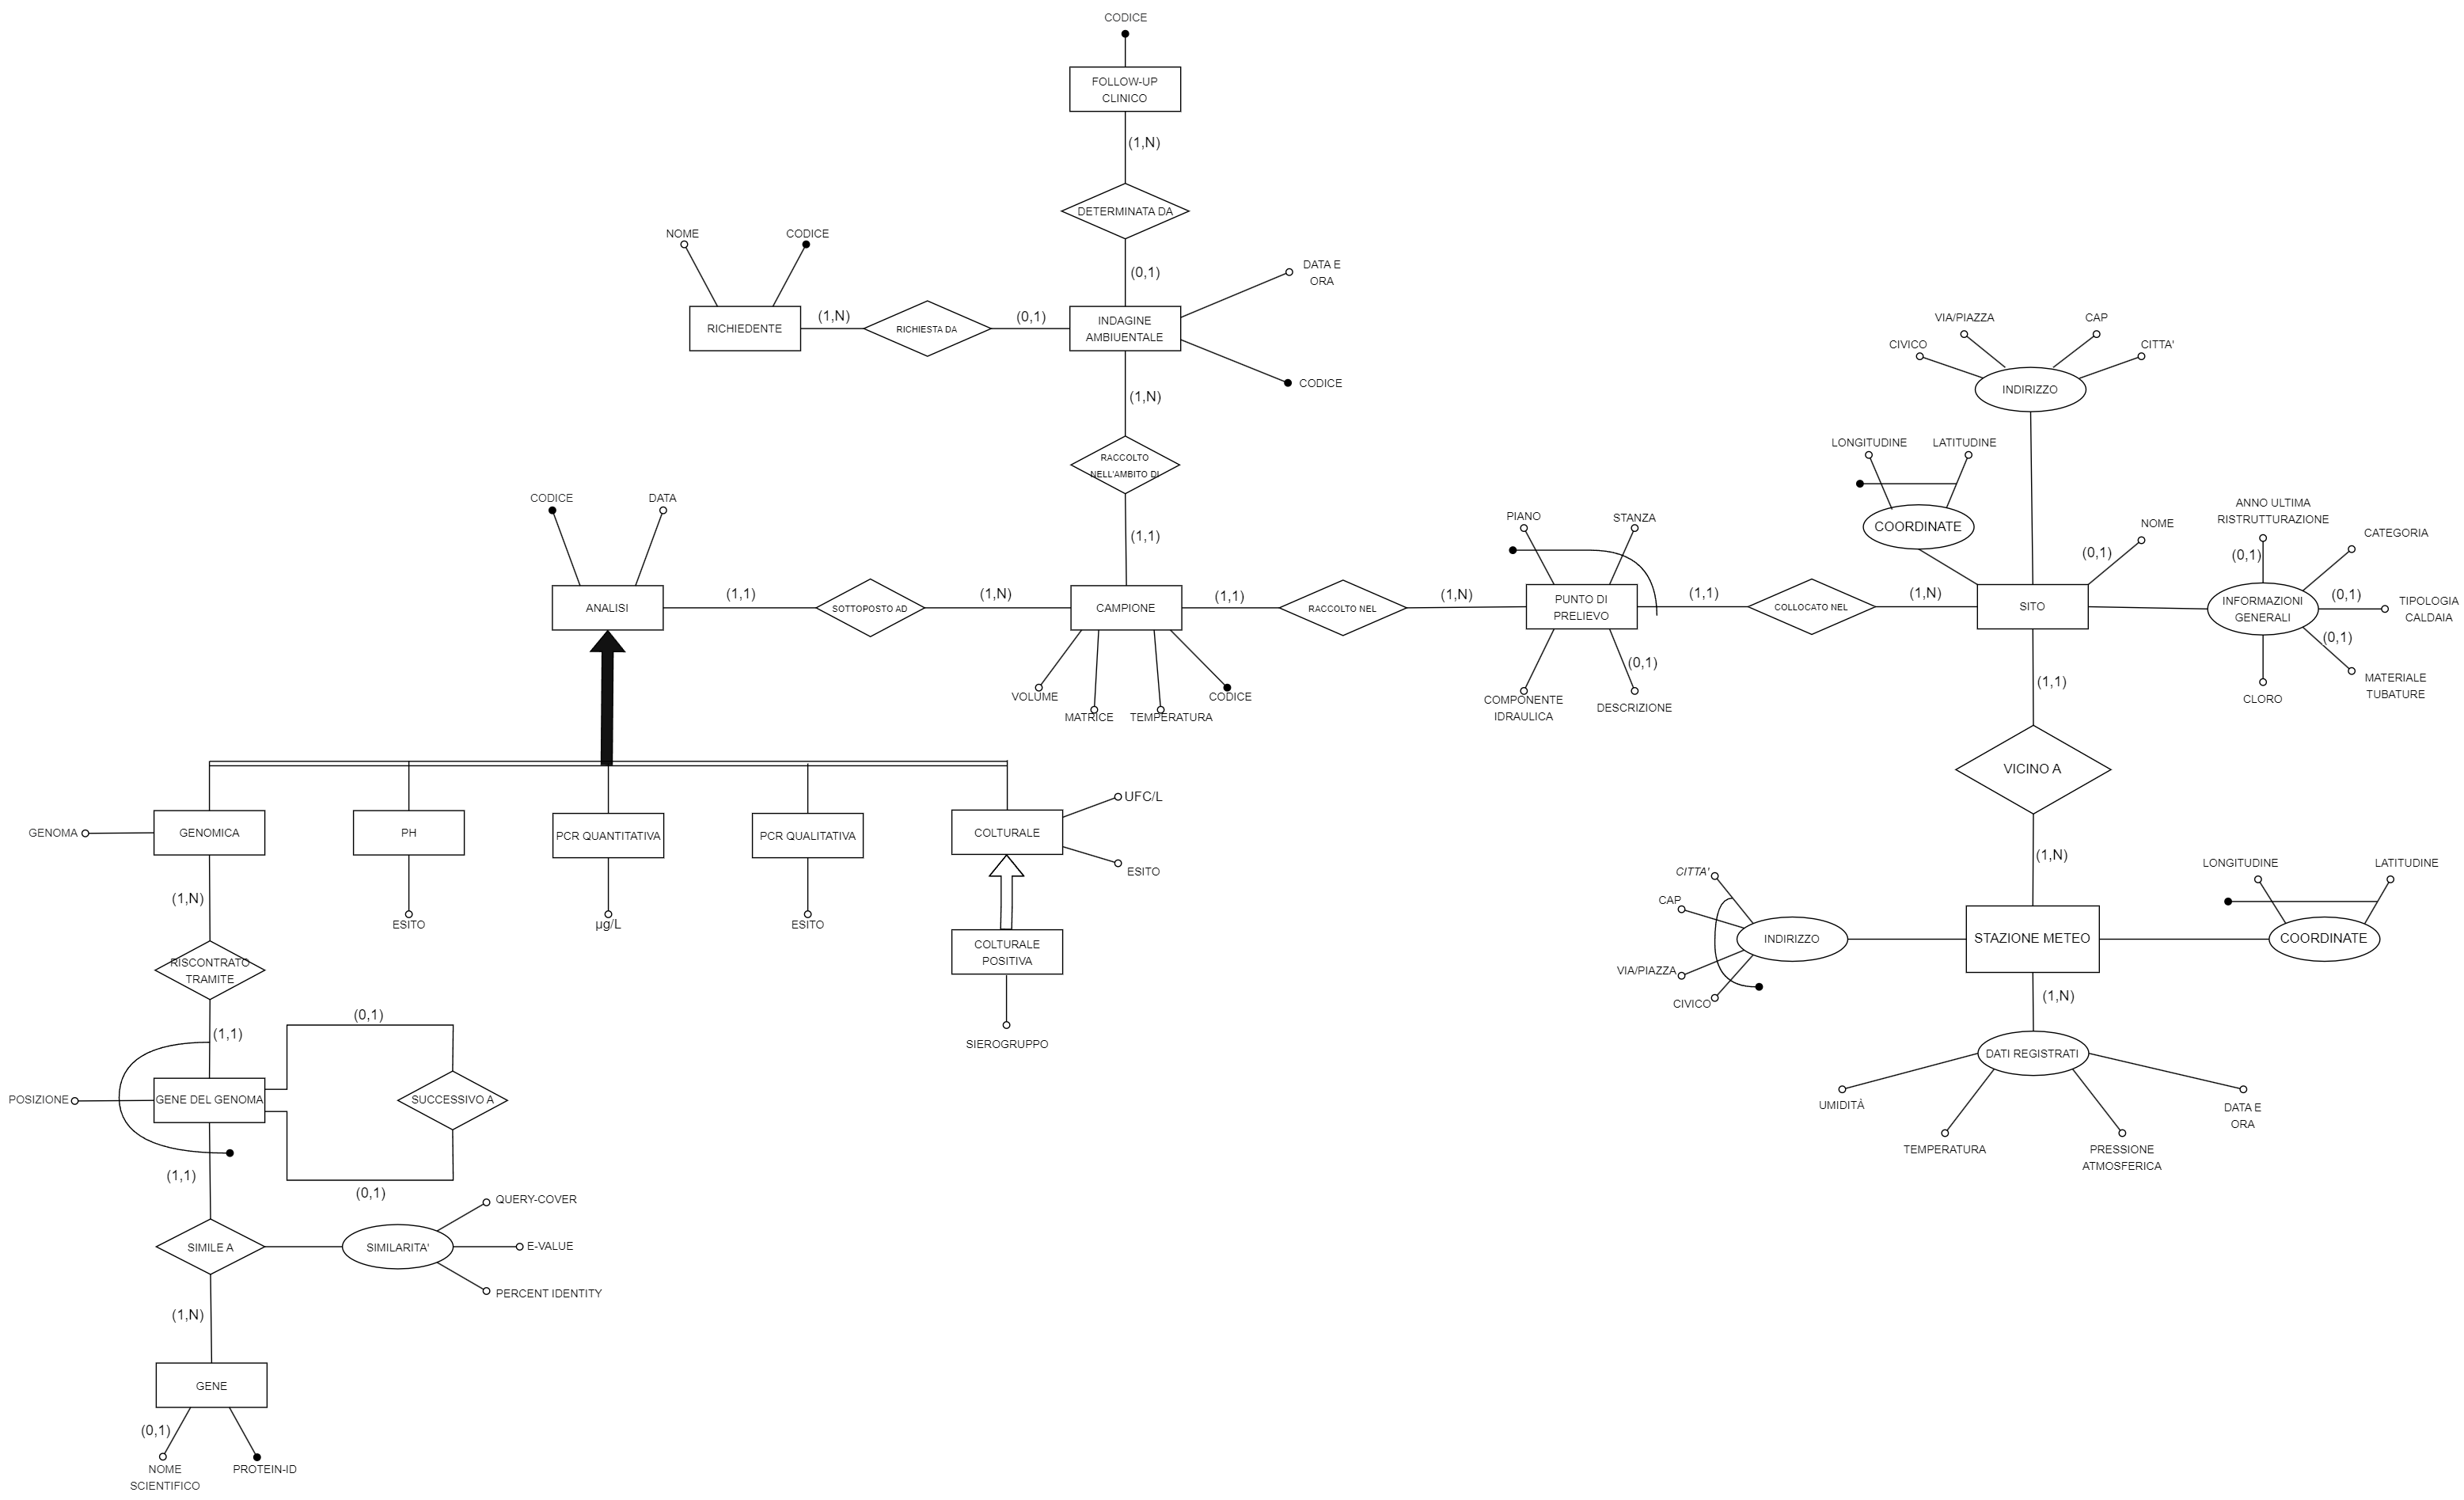 CODICE
FOLLOW-UP
CLINICO
(1,N)
DETERMINATA DA
(0,1)
NOME
CODICE
RICHIEDENTE
(1,N)
RICHIESTA DA
(0,1)
INDAGINE
AMBIUENTALE
DATA E
ORA
CODICE
(1,N)
RACCOLTO
NELL'AMBITO DI
(1,1)
CODICE
DATA
ANALISI
(1,1)
SOTTOPOSTO AD
(1,N)
CAMPIONE
VOLUME
MATRICE
TEMPERATURA
CODICE
(1,1)
RACCOLTO NEL
(1,N)
PIANO
STANZA
PUNTO DI
PRELIEVO
COMPONENTE
IDRAULICA
(0,1)
DESCRIZIONE
(1,1)
COLLOCATO NEL
(1,N)
SITO
VIA/PIAZZA
CAP
CIVICO
CITTA'
INDIRIZZO
LONGITUDINE
LATITUDINE
COORDINATE
NOME
(0,1)
ANNO ULTIMA
RISTRUTTURAZIONE
(0,1)
CATEGORIA
INFORMAZIONI
GENERALI
(0,1)
TIPOLOGIA
CALDAIA
(0,1)
MATERIALE
TUBATURE
CLORO
(1,1)
VICINO A
(1,N)
STAZIONE METEO
CITTA'
CAP
INDIRIZZO
VIA/PIAZZA
CIVICO
LONGITUDINE
LATITUDINE
COORDINATE
(1,N)
DATI REGISTRATI
UMIDITÀ
TEMPERATURA
PRESSIONE
ATMOSFERICA
DATA E
ORA
GENOMA
GENOMICA
PH
ESITO
PCR QUANTITATIVA
µg/L
PCR QUALITATIVA
ESITO
COLTURALE
UFC/L
ESITO
COLTURALE
POSITIVA
SIEROGRUPPO
(1,N)
RISCONTRATO
TRAMITE
(1,1)
POSIZIONE
GENE DEL GENOMA
(0,1)
SUCCESSIVO A
(0,1)
(1,1)
SIMILE A
SIMILARITA'
QUERY-COVER
E-VALUE
PERCENT IDENTITY
(1,N)
GENE
(0,1)
NOME
SCIENTIFICO
PROTEIN-ID